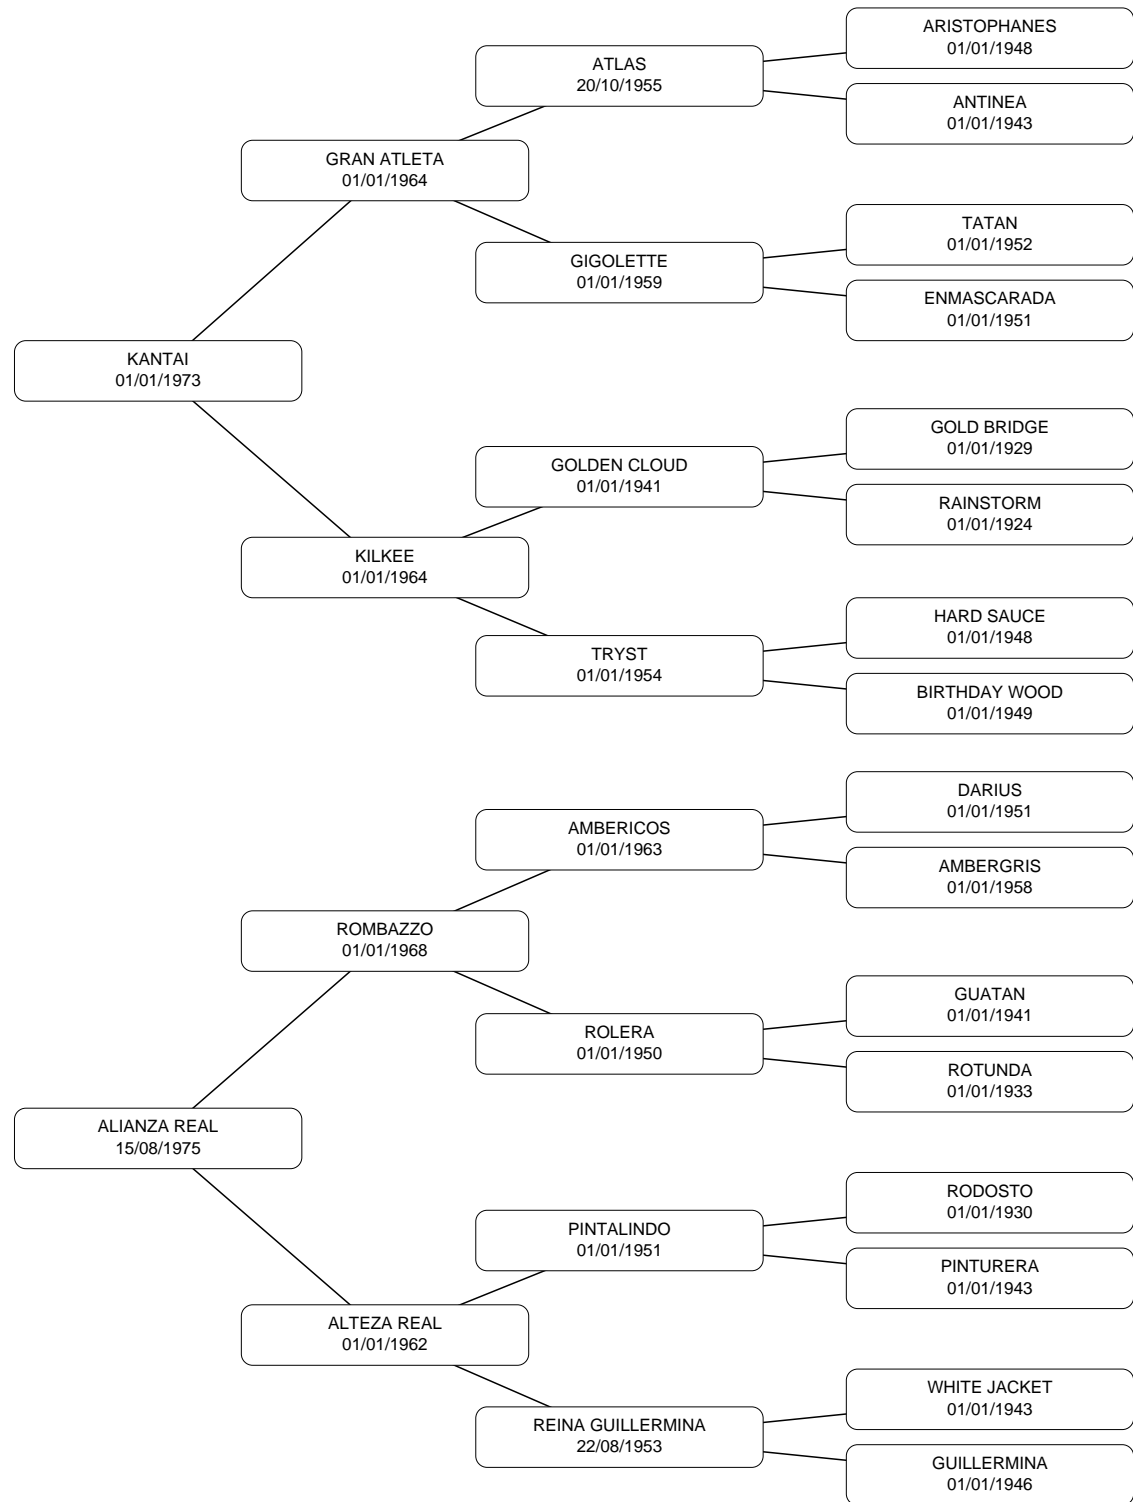 ARISTOPHANES
01/01/1948
ATLAS
20/10/1955
ANTINEA
01/01/1943
GRAN ATLETA
01/01/1964
TATAN
01/01/1952
GIGOLETTE
01/01/1959
ENMASCARADA
01/01/1951
KANTAI
01/01/1973
GOLD BRIDGE
01/01/1929
GOLDEN CLOUD
01/01/1941
RAINSTORM
01/01/1924
KILKEE
01/01/1964
HARD SAUCE
01/01/1948
TRYST
01/01/1954
BIRTHDAY WOOD
01/01/1949
DARIUS
01/01/1951
AMBERICOS
01/01/1963
AMBERGRIS
01/01/1958
ROMBAZZO
01/01/1968
GUATAN
01/01/1941
ROLERA
01/01/1950
ROTUNDA
01/01/1933
ALIANZA REAL
15/08/1975
RODOSTO
01/01/1930
PINTALINDO
01/01/1951
PINTURERA
01/01/1943
ALTEZA REAL
01/01/1962
WHITE JACKET
01/01/1943
REINA GUILLERMINA
22/08/1953
GUILLERMINA
01/01/1946